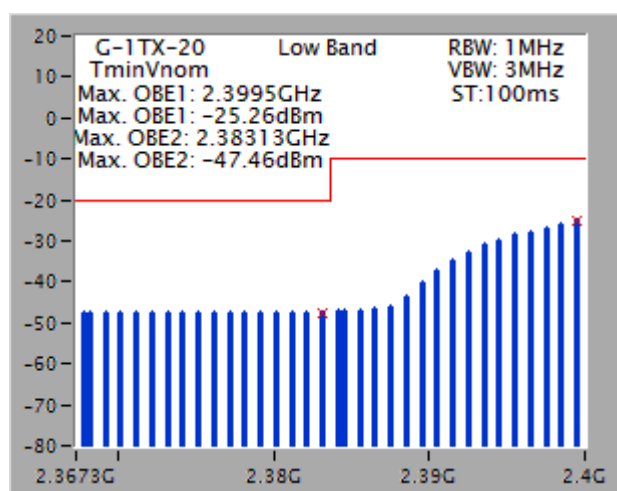 G-1TX-20 Low Band RBW: 1MHz
TminVnom VBW: 3MHz
Max. OBE1: 2.3995GHz ST:100ms
Max. OBE1: -25.26dBm
Max. OBE2: 2.38313GHz
Max. OBE2: -47.46dBm
20
10
0
-10
-20
-30
-40
-50
-60
-70
-80
2.3673G 2.38G 2.39G 2.4G